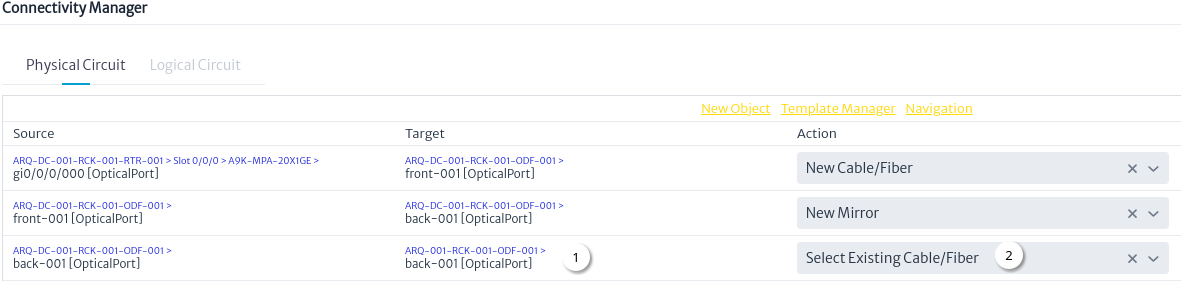 Connectivity Manager
Physical Circuit Logical Circuit
New Object Template Manager Navigation
Source Target Action
ARQ-DC-001-RCK-001-RTR-001 > Slot 0/0/0 > A9K-MPA-20X1GE > ARQ-DC-001-RCK-001-ODF-001 >
gi0/0/0/000 [OpticalPort] front-001 [OpticalPort] New Cable/Fiber
ARQ-DC-001-RCK-001-ODF-001 > ARQ-DC-001-RCK-001-ODF-001 >
front-001 [OpticalPort] back-001 [OpticalPort] New Mirror
ARQ-DC-001-RCK-001-ODF-001 > ARQ-001-RCK-001-ODF-001 >
back-001 [OpticalPort] back-001 [OpticalPort] 1 Select Existing Cable/Fiber 2